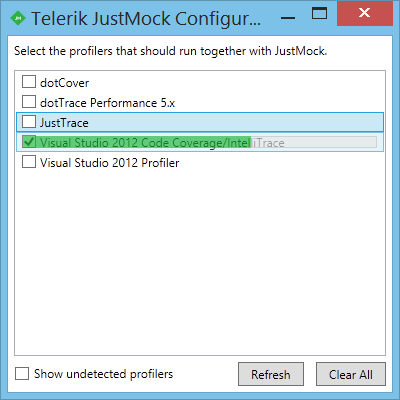 Telerik JustMock Configur...
Select the profilers that should run together with JustMock.
dotCover
dotTrace Performance 5.x
JustTrace
Visual Studio 2012 Code Coverage/IntelliTrace
Visual Studio 2012 Profiler
Show undetected profilers
Refresh
Clear All